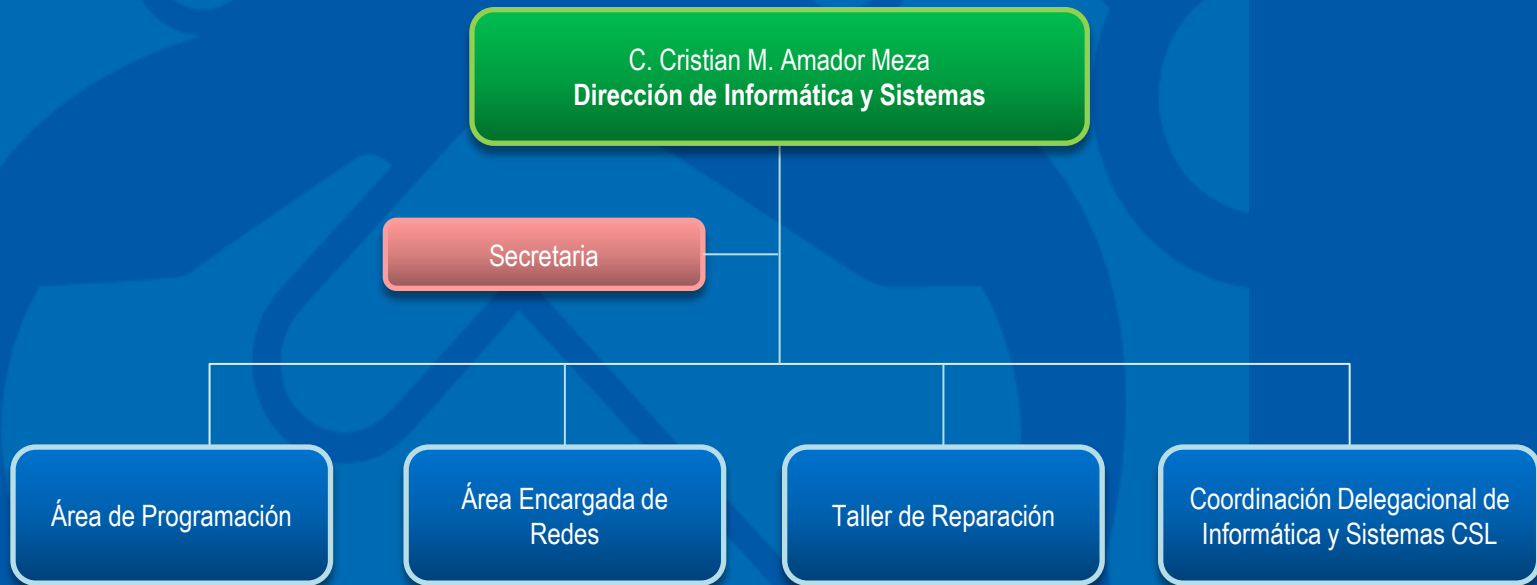 C. Cristian M. Amador Meza
Dirección de Informática y Sistemas
Secretaria
Área de Programación
Área Encargada de
Redes
Taller de Reparación
Coordinación Delegacional de
Informática y Sistemas CSL